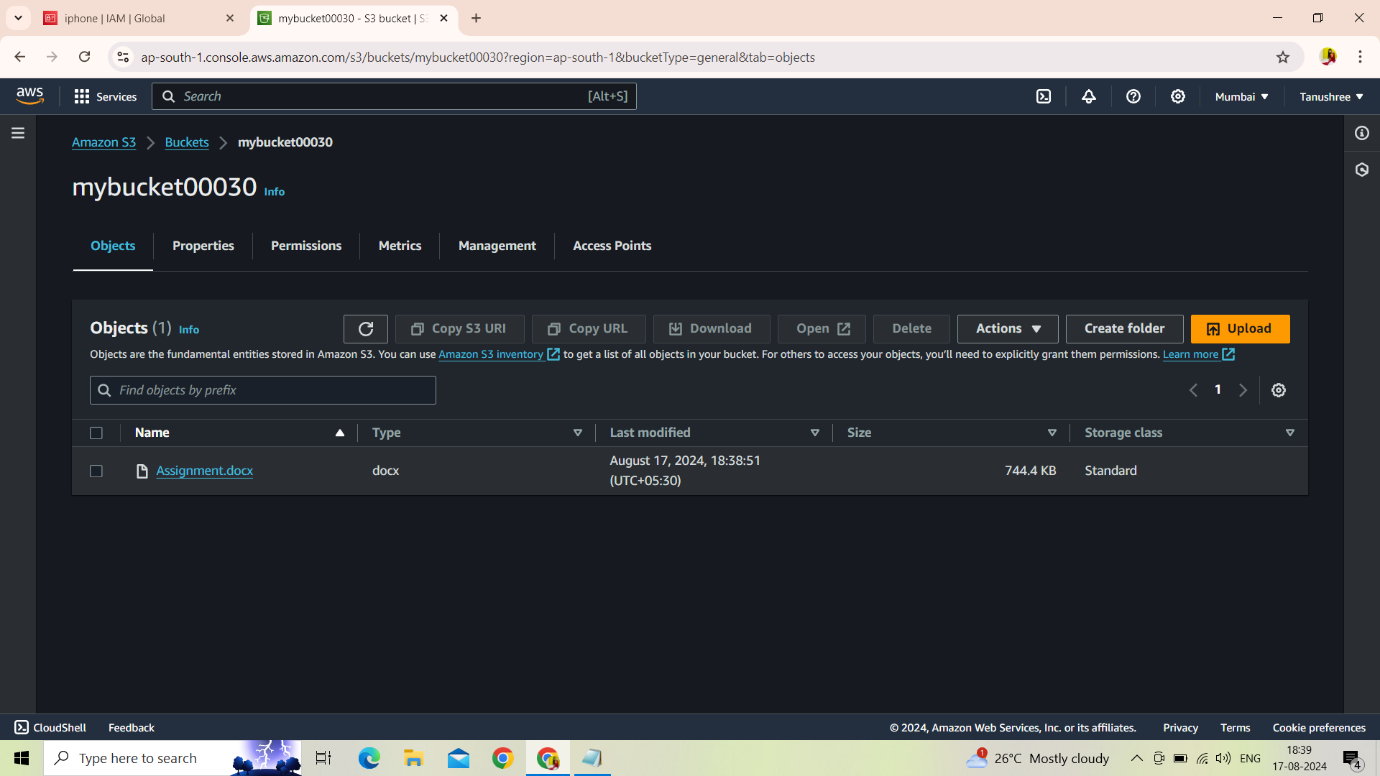 iphone | IAM | Global
mybucket00030 - S3 bucket | S3
ap-south-1.console.aws.amazon.com/s3/buckets/mybucket00030?region=ap-south-1&bucketType=general&tab=objects
aws Services Search [Alt+S] Mumbai Tanushree
Amazon S3 Buckets mybucket00030
mybucket00030 Info
Objects Properties Permissions Metrics Management Access Points
Objects (1) Info Copy S3 URI Copy URL Download Open Delete Actions Create folder Upload
Objects are the fundamental entities stored in Amazon S3. You can use Amazon S3 inventory to get a list of all objects in your bucket. For others to access your objects, you'll need to explicitly grant them permissions. Learn more
Find objects by prefix 1
Name Type Last modified Size Storage class
Assignment.docx docx August 17, 2024, 18:38:51 (UTC+05:30) 744.4 KB Standard
CloudShell Feedback © 2024, Amazon Web Services, Inc. or its affiliates. Privacy Terms Cookie preferences
Type here to search 1 26°C Mostly cloudy ENG 18:39
17-08-2024 4